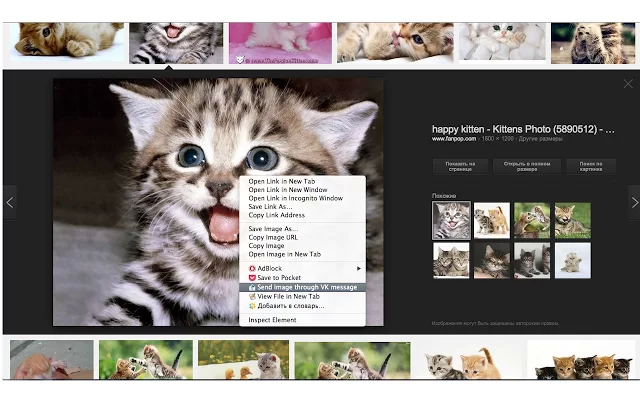 happy kitten - Kittens Photo (5890512) - ...
www.fanpop.com - 1600 × 1200 - Другие размеры
Показать на странице
Открыть в полном размере
Поиск по картинке
Похожие
Open Link in New Tab
Open Link in New Window
Open Link in Incognito Window
Save Link As...
Copy Link Address
Save Image As...
Copy Image URL
Copy Image
Open Image in New Tab
AdBlock
Save to Pocket
Send image through VK message
View File in New Tab
Добавить в словарь...
Inspect Element
Изображения могут быть защищены авторским правом.